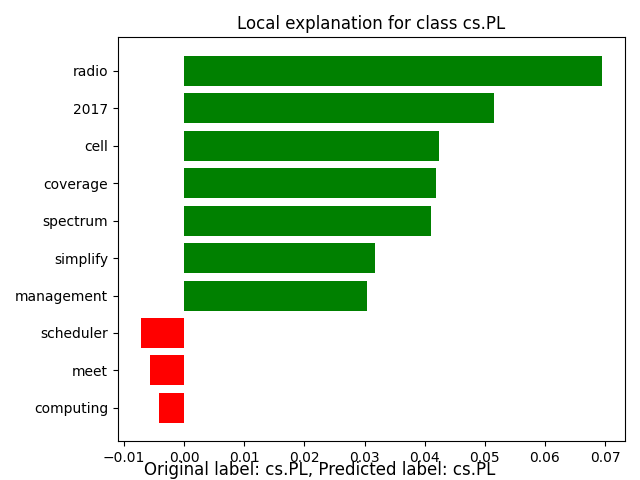 Local explanation for class cs.PL
radio
2017
cell
coverage
spectrum
simplify
management
scheduler
meet
computing
−0.01 0.00 0.01 0.02 0.03 0.04 0.05 0.06 0.07
Original label: cs.PL, Predicted label: cs.PL